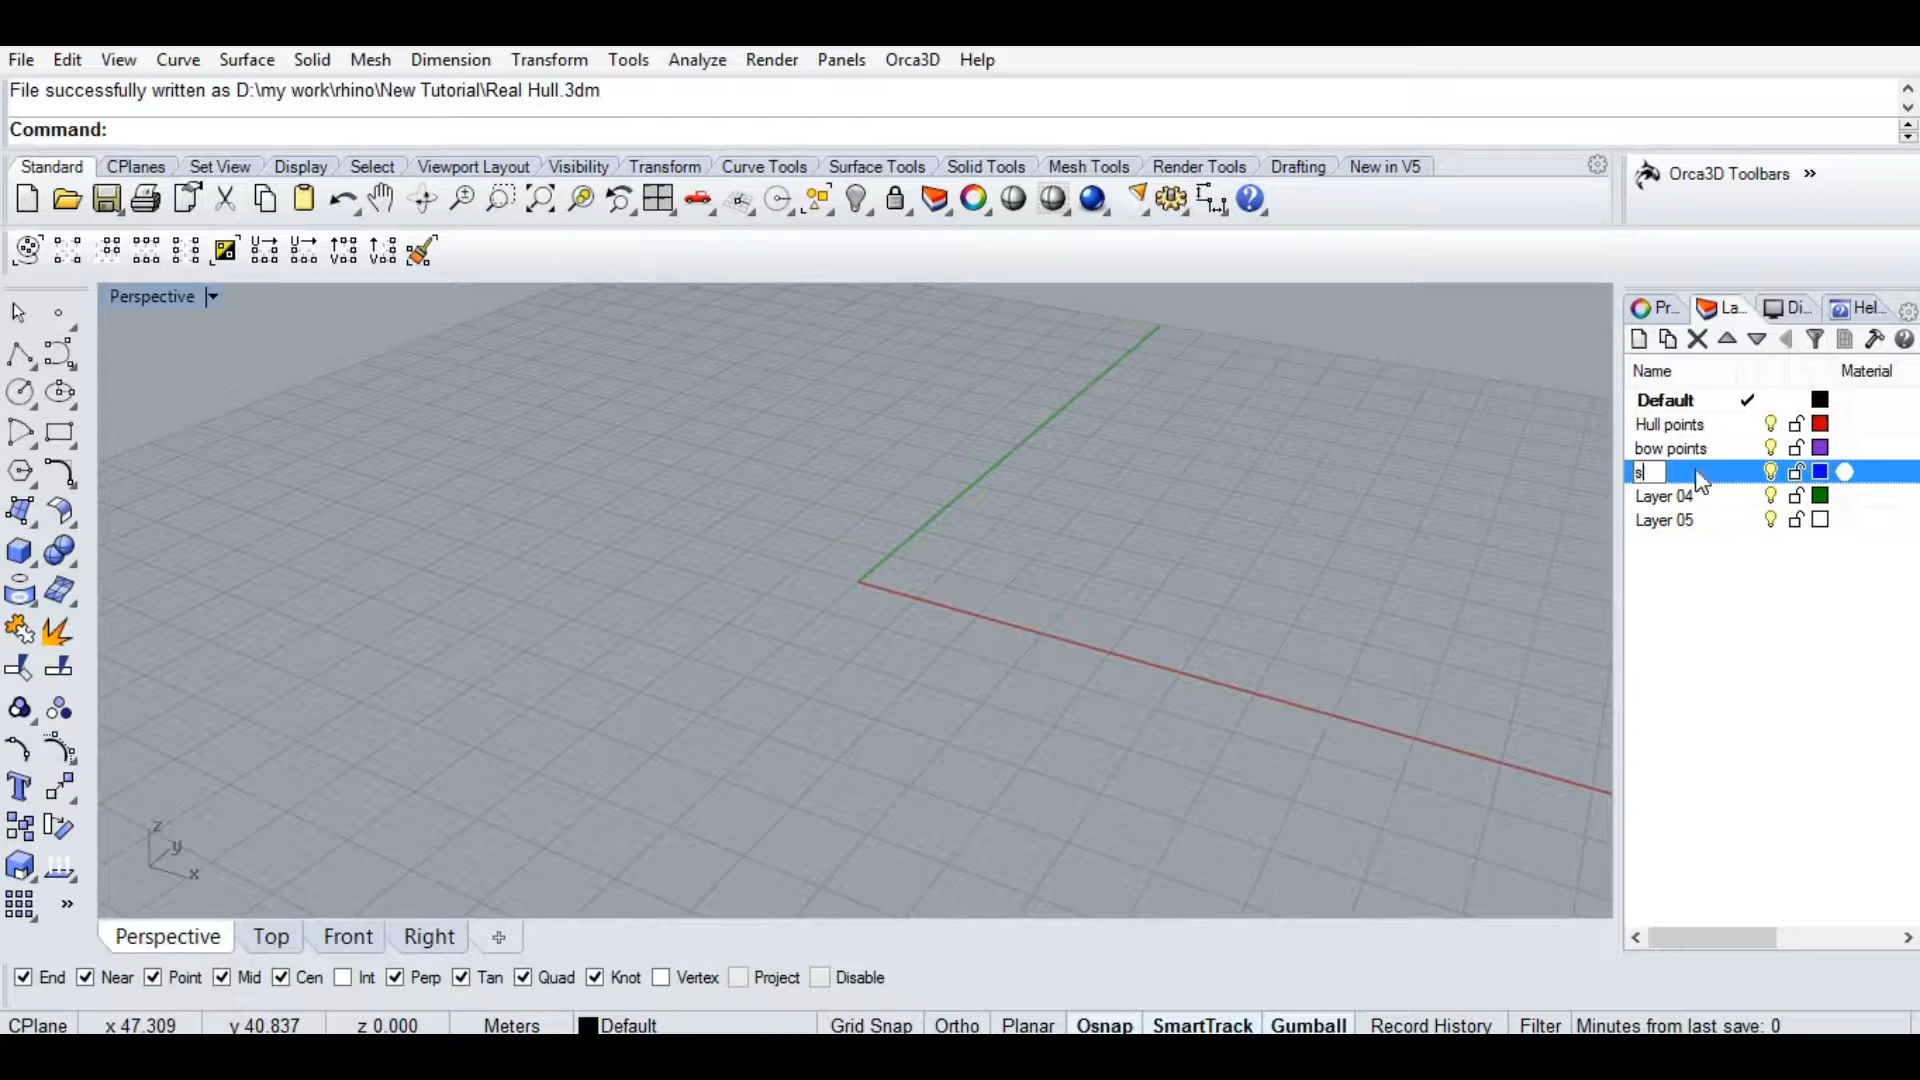 File Edit View Curve Surface Solid Mesh Dimension Transform Tools Analyze Render Panels Orca3D Help
File successfully written as D:\my work\rhino\New Tutorial\Real Hull.3dm
Command:
Standard CPlanes Set View Display Select Viewport Layout Visibility Transform Curve Tools Surface Tools Solid Tools Mesh Tools Render Tools Drafting New in V5
Orca3D Toolbars »
Perspective
Pr... La... Di... Hel...
Name Material
Default
Hull points
bow points
s
Layer 04
Layer 05
z
y
x
Perspective Top Front Right
End Near Point Mid Cen Int Perp Tan Quad Knot Vertex Project Disable
CPlane x 47.309 y 40.837 z 0.000 Meters Default Grid Snap Ortho Planar Osnap SmartTrack Gumball Record History Filter Minutes from last save: 0